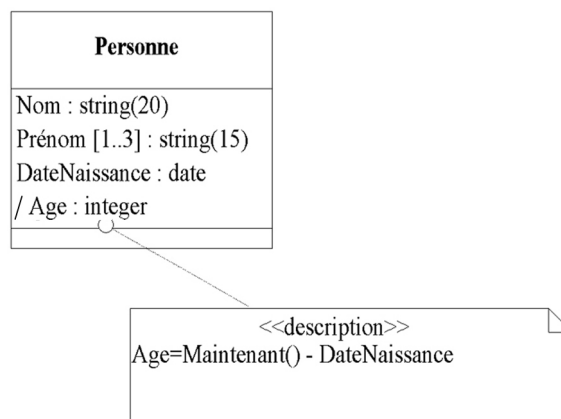 Personne
Nom : string(20)
Prénom [1..3] : string(15)
DateNaissance : date
/ Age : integer
<<description>>
Age=Maintenant() - DateNaissance